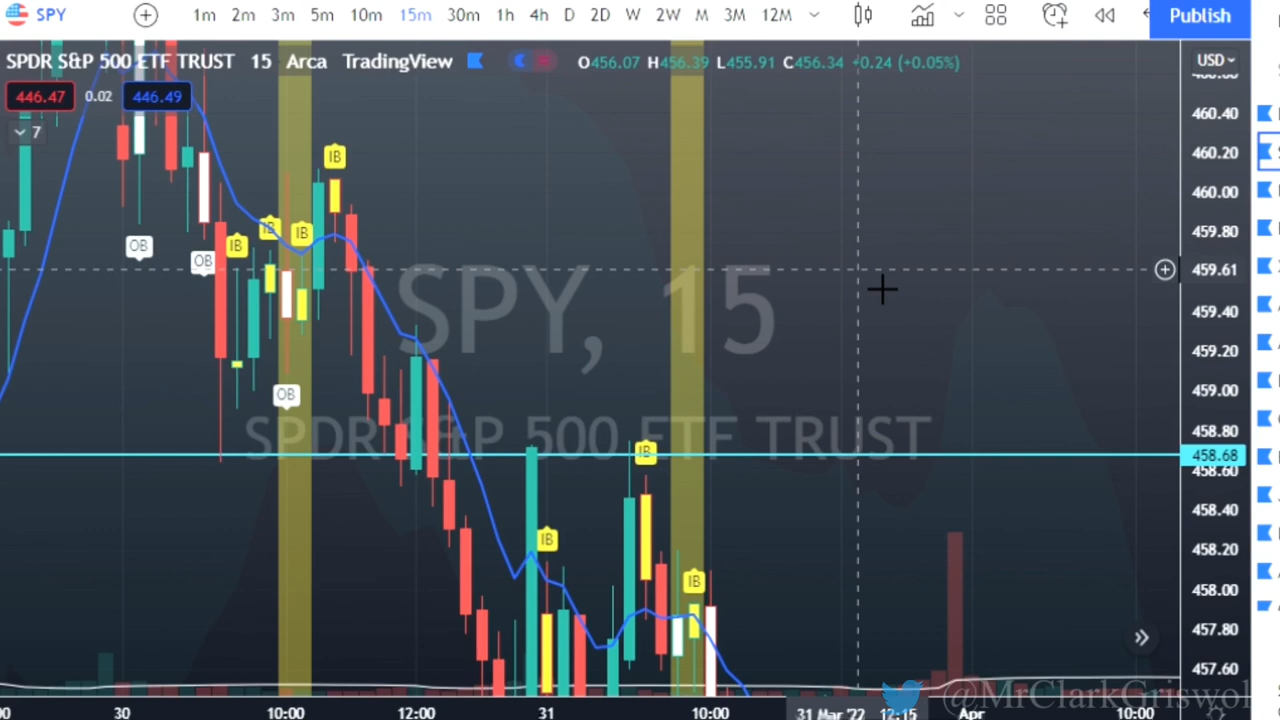 SPY 1m 2m 3m 5m 10m 15m 30m 1h 4h D 2D W 2W M 3M 12M Publish
SPDR S&P 500 ETF TRUST 15 Arca TradingView O456.07 H456.39 L455.91 C456.34 +0.24 (+0.05%) USD
446.47 0.02 446.49
7
460.40
460.20
460.00
459.80
459.61
459.40
459.20
459.00
458.80
458.68
458.60
458.40
458.20
458.00
457.80
457.60
IB
IB
IB
IB
OB
OB
OB
IB
IB
IB
SPY, 15
SPDR S&P 500 ETF TRUST
@MrClarkGriswol
30 10:00 12:00 31 10:00 31 Mar '22 12:15 Apr 10:00